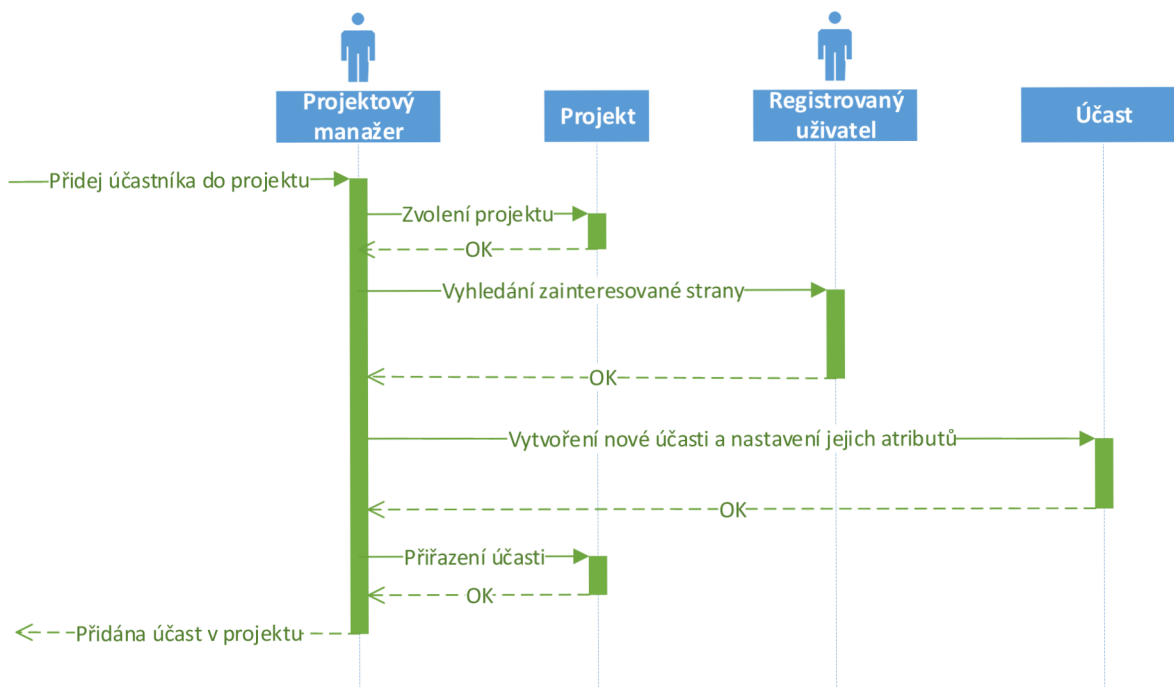 Projektový
manažer
Projekt
Registrovaný
uživatel
Účast
Přidej účastníka do projektu
Zvolení projektu
OK
Vyhledání zainteresované strany
OK
Vytvoření nové účasti a nastavení jejich atributů
OK
Přiřazení účasti
OK
Přidána účast v projektu